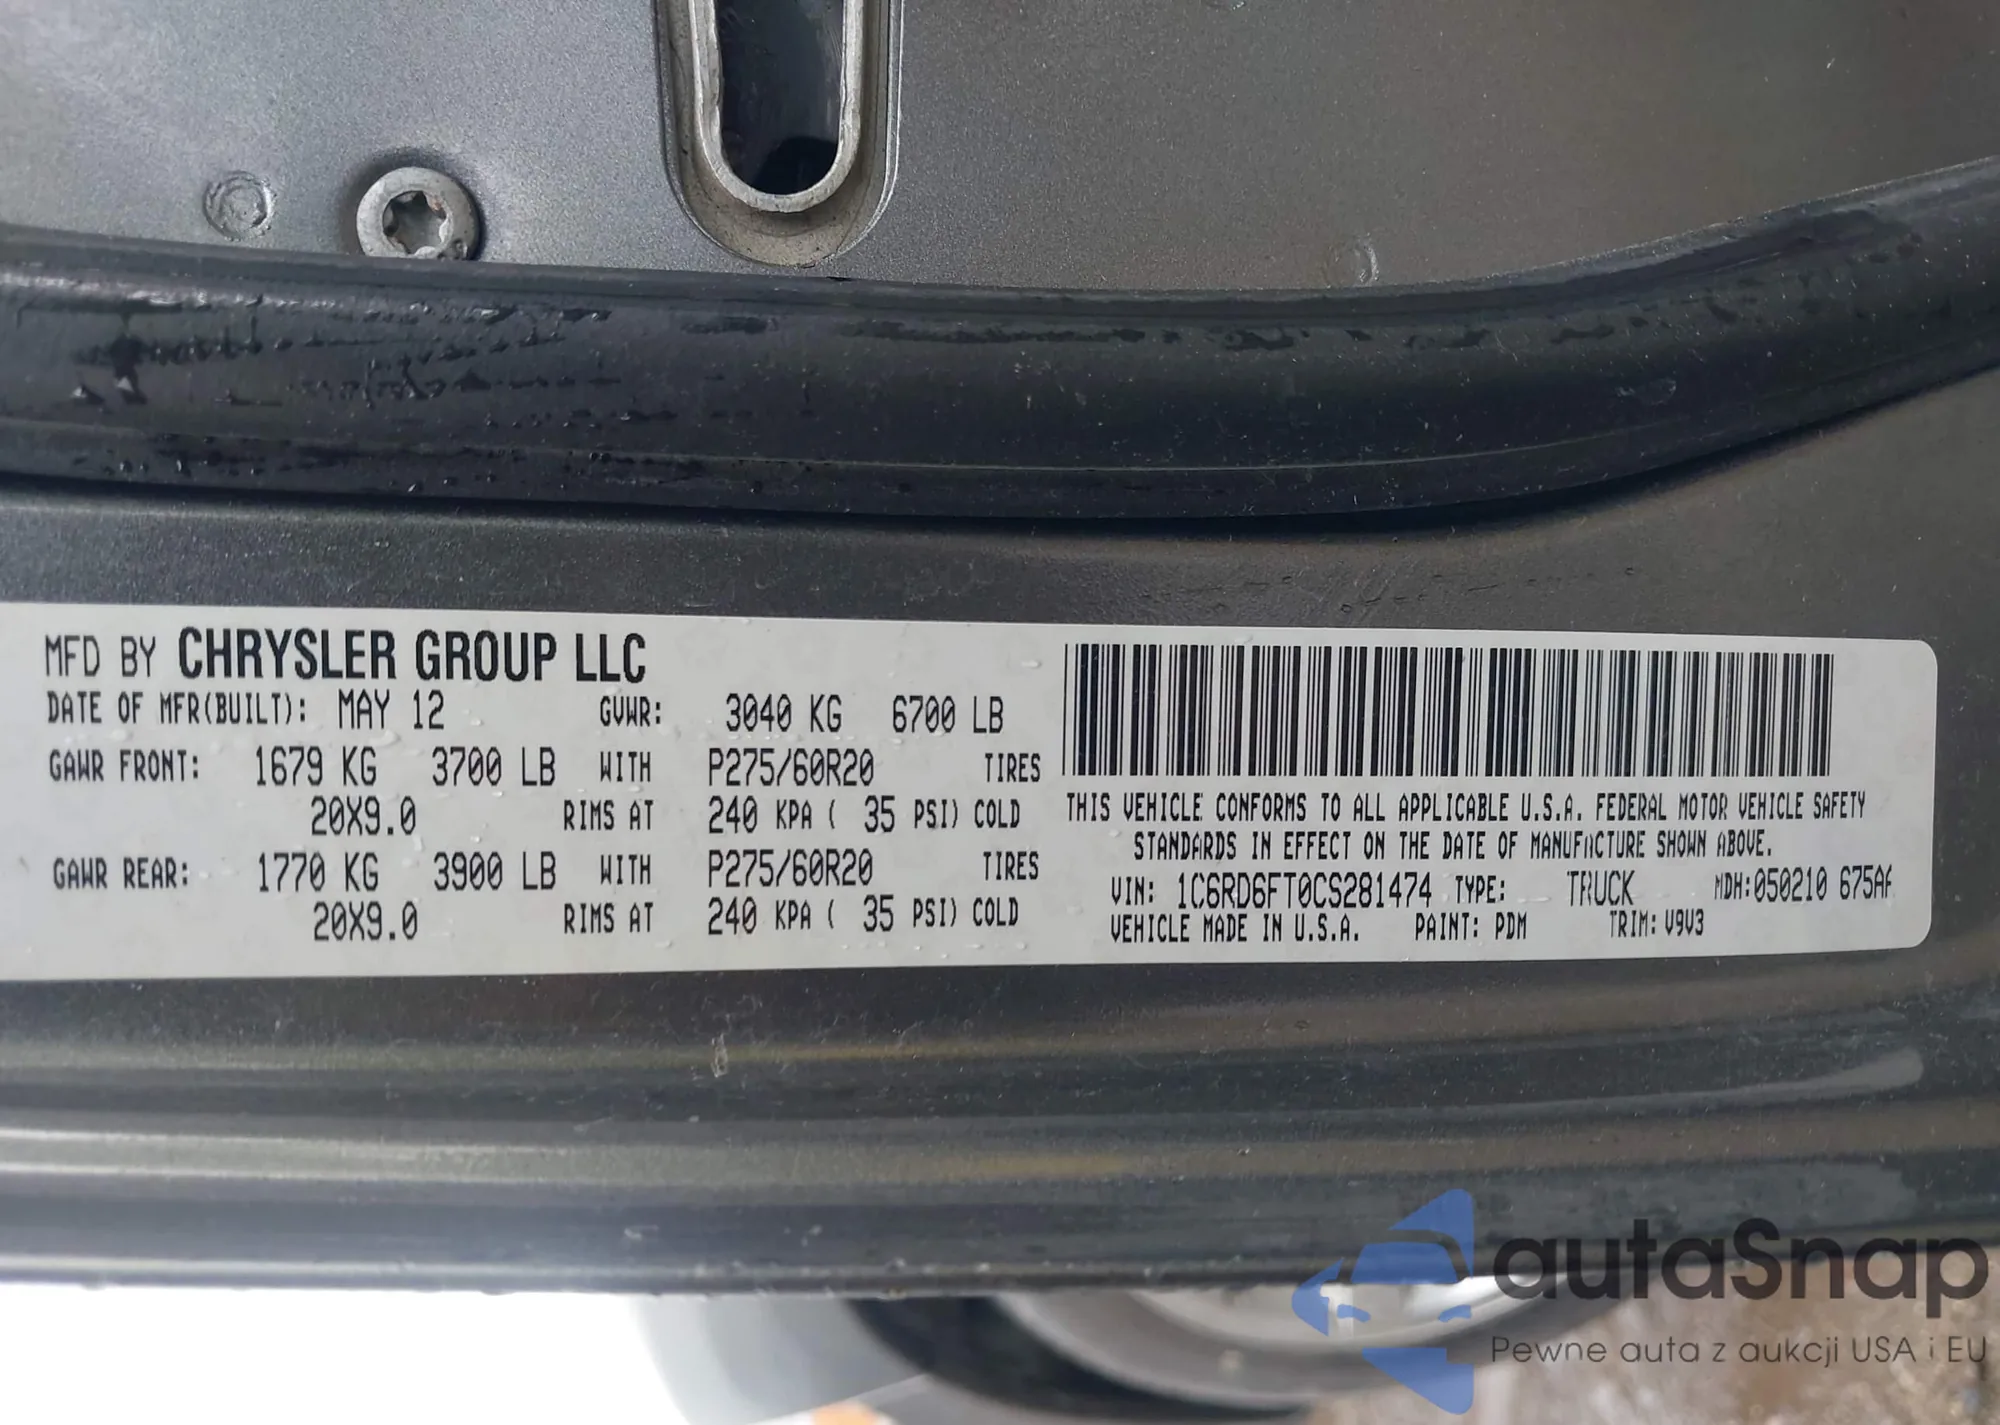 MFD BY CHRYSLER GROUP LLC
DATE OF MFR(BUILT): MAY 12 GVWR: 3040 KG 6700 LB
GAWR FRONT: 1679 KG 3700 LB WITH P275/60R20 TIRES
20X9.0 RIMS AT 240 KPA ( 35 PSI) COLD
GAWR REAR: 1770 KG 3900 LB WITH P275/60R20 TIRES
20X9.0 RIMS AT 240 KPA ( 35 PSI) COLD
THIS VEHICLE CONFORMS TO ALL APPLICABLE U.S.A. FEDERAL MOTOR VEHICLE SAFETY
STANDARDS IN EFFECT ON THE DATE OF MANUFACTURE SHOWN ABOVE.
VIN: 1C6RD6FT0CS281474 TYPE: TRUCK MDH:050210 675AA
VEHICLE MADE IN U.S.A. PAINT: PDM TRIM: V9V3
autaSnap
Pewne auta z aukcji USA i EU